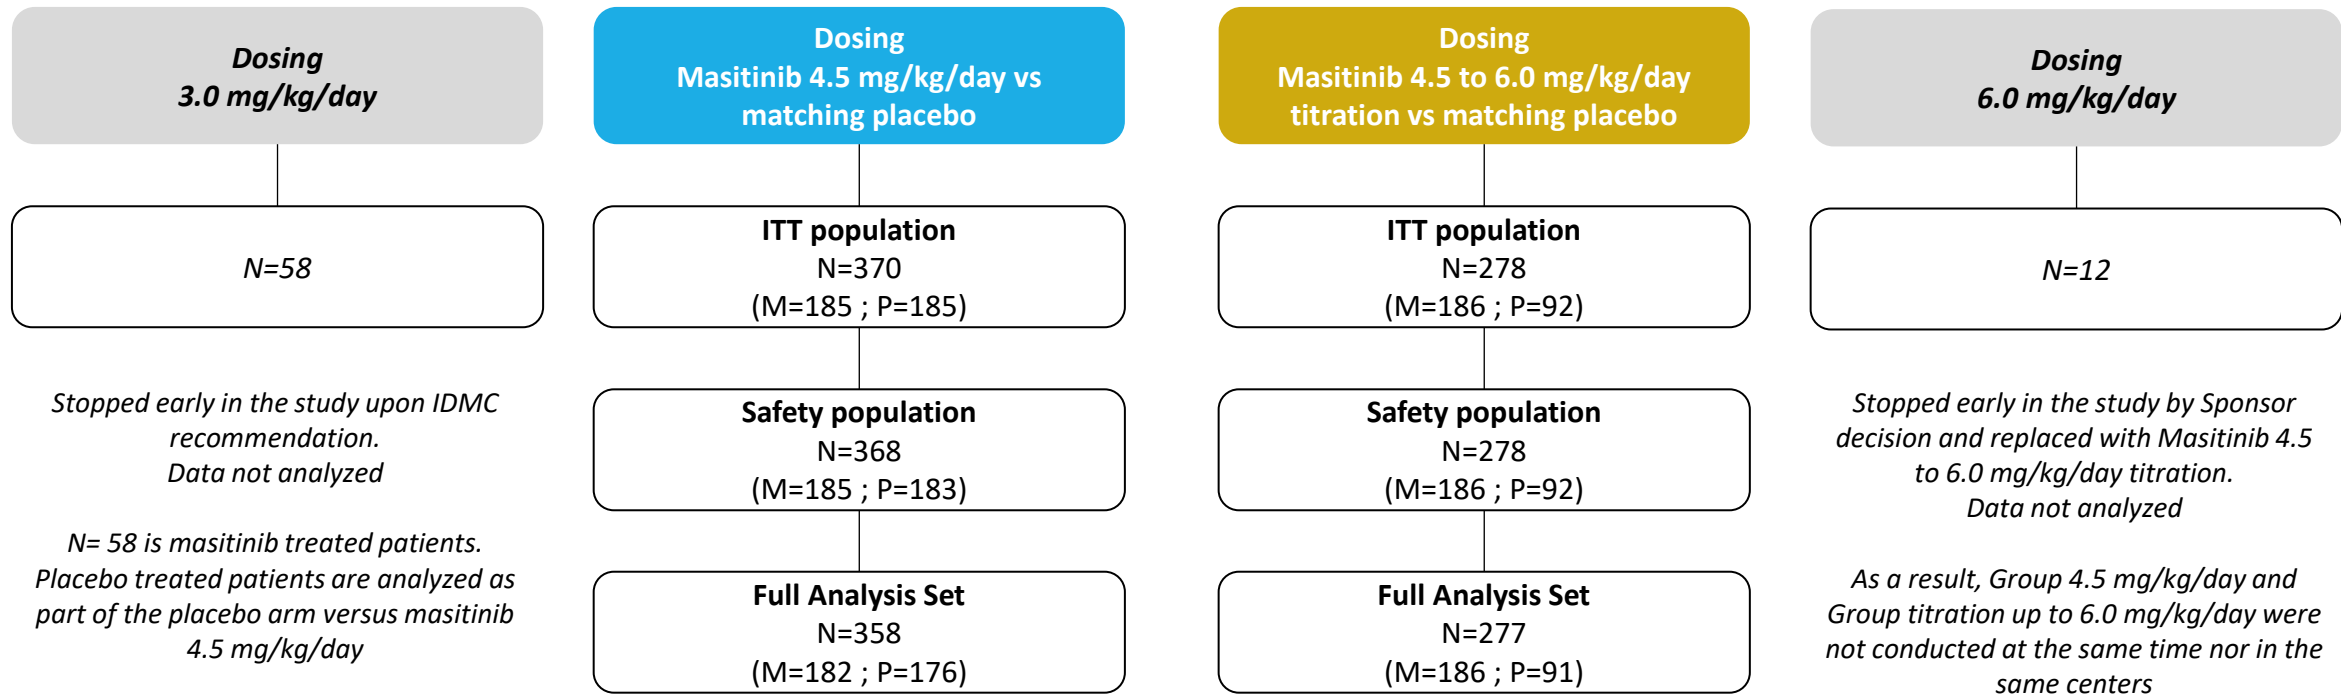 Dosing
3.0 mg/kg/day
N=58
Stopped early in the study upon IDMC
recommendation.
Data not analyzed
N= 58 is masitinib treated patients.
Placebo treated patients are analyzed as
part of the placebo arm versus masitinib
4.5 mg/kg/day
Dosing
Masitinib 4.5 mg/kg/day vs
matching placebo
ITT population
N=370
(M=185 ; P=185)
Safety population
N=368
(M=185 ; P=183)
Full Analysis Set
N=358
(M=182 ; P=176)
Dosing
Masitinib 4.5 to 6.0 mg/kg/day
titration vs matching placebo
ITT population
N=278
(M=186 ; P=92)
Safety population
N=278
(M=186 ; P=92)
Full Analysis Set
N=277
(M=186 ; P=91)
Dosing
6.0 mg/kg/day
N=12
Stopped early in the study by Sponsor
decision and replaced with Masitinib 4.5
to 6.0 mg/kg/day titration.
Data not analyzed
As a result, Group 4.5 mg/kg/day and
Group titration up to 6.0 mg/kg/day were
not conducted at the same time nor in the
same centers